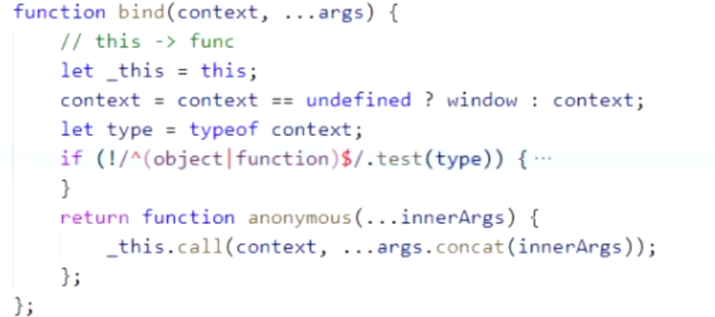 function bind(context, ...args) {
// this -> func
let _this = this;
context = context == undefined ? window : context;
let type = typeof context;
if (!/^(object|function)$/.test(type)) { ...
}
return function anonymous(...innerArgs) {
_this.call(context, ...args.concat(innerArgs));
};
};